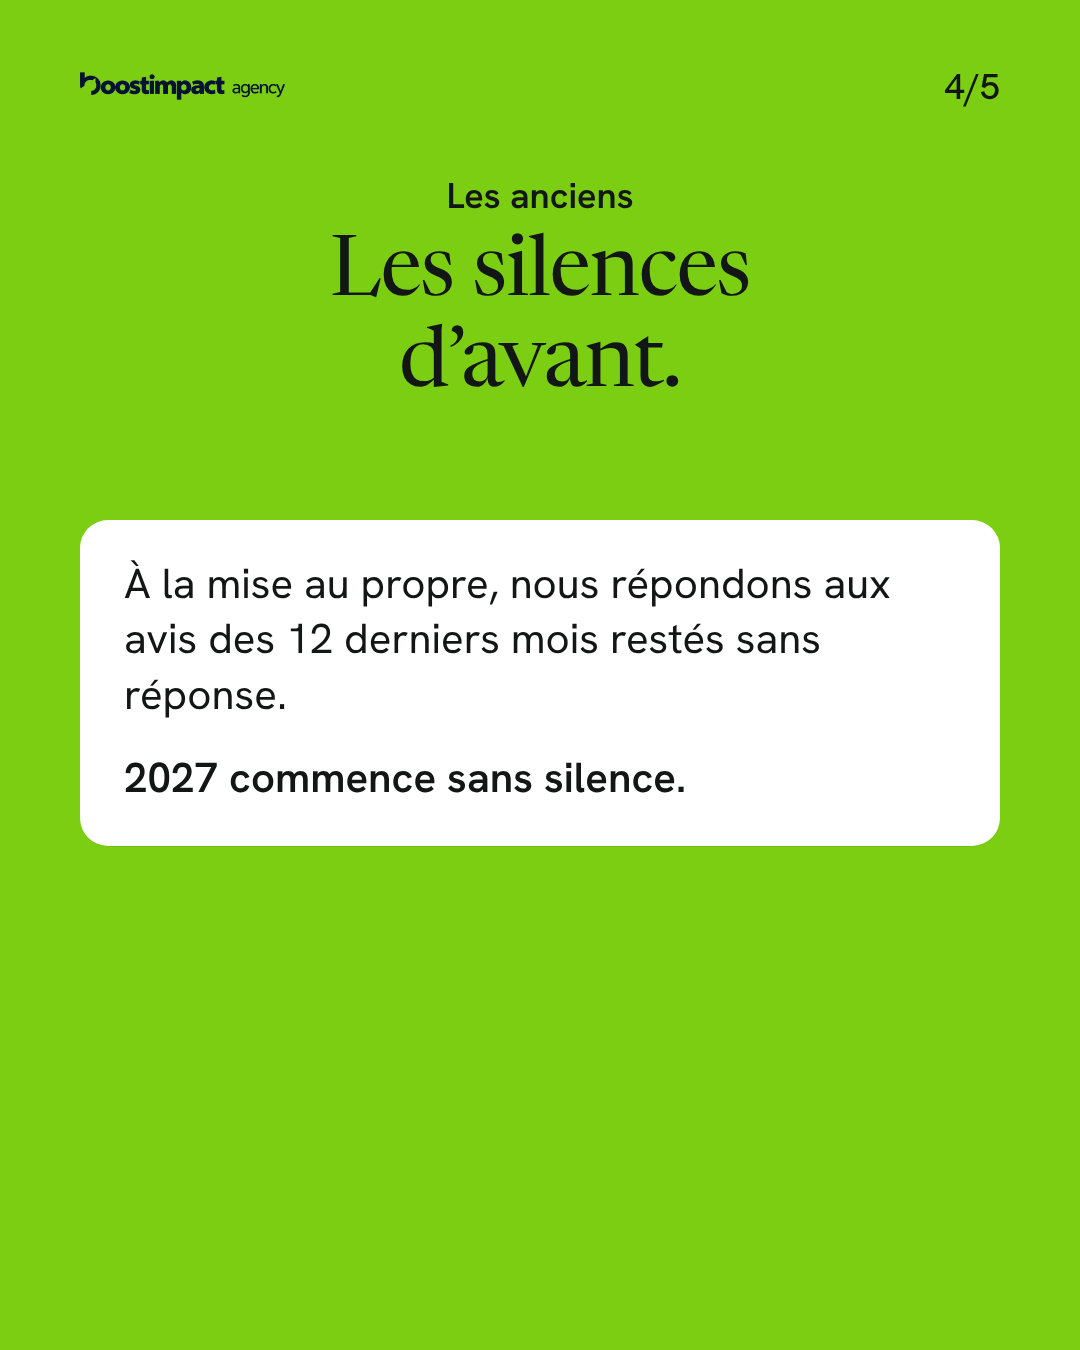 boostimpact agency
4/5
Les anciens
Les silences
d’avant.
À la mise au propre, nous répondons aux
avis des 12 derniers mois restés sans
réponse.
2027 commence sans silence.